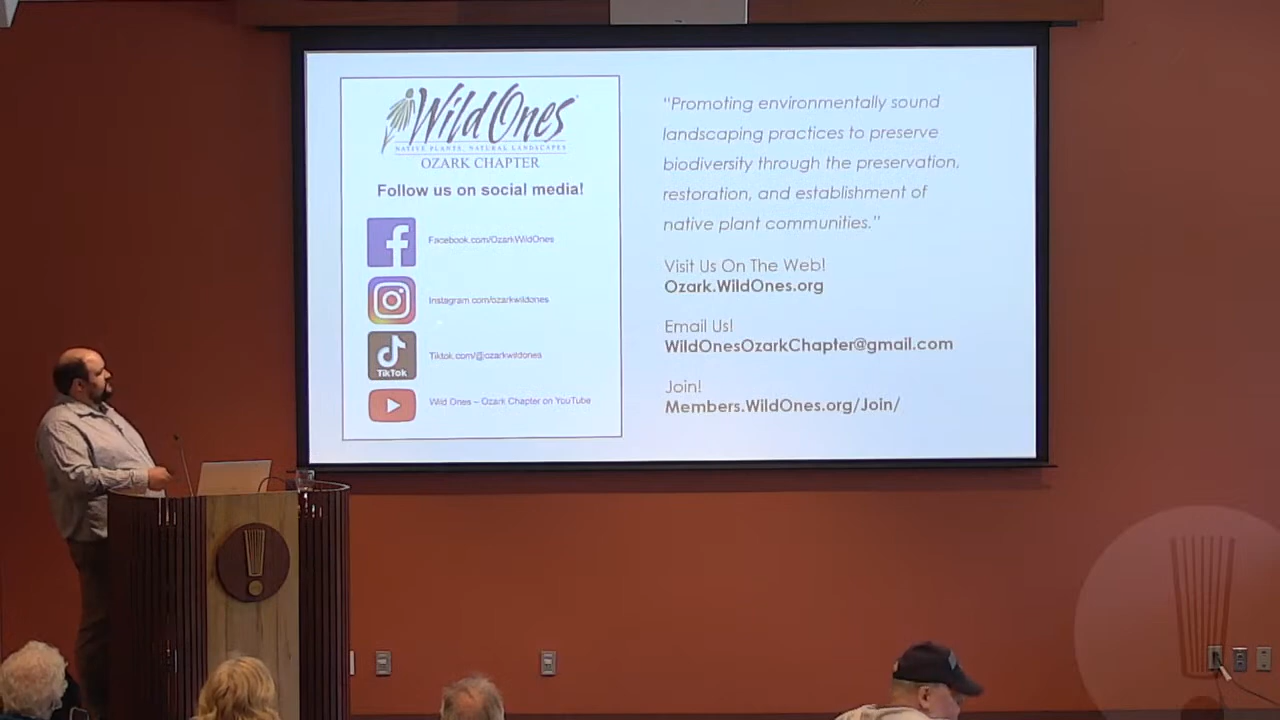 Wild Ones
NATIVE PLANTS, NATURAL LANDSCAPES
OZARK CHAPTER
Follow us on social media!
Facebook.com/OzarkWildOnes
Instagram.com/ozarkwildones
TikTok
Tiktok.com/@ozarkwildones
Wild Ones – Ozark Chapter on YouTube
“Promoting environmentally sound
landscaping practices to preserve
biodiversity through the preservation,
restoration, and establishment of
native plant communities.”
Visit Us On The Web!
Ozark.WildOnes.org
Email Us!
WildOnesOzarkChapter@gmail.com
Join!
Members.WildOnes.org/Join/